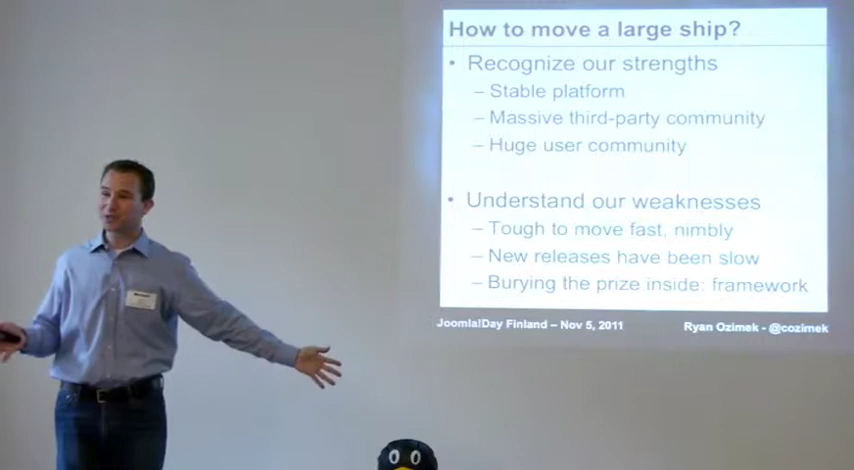 How to move a large ship?
• Recognize our strengths
– Stable platform
– Massive third-party community
– Huge user community
• Understand our weaknesses
– Tough to move fast, nimbly
– New releases have been slow
– Burying the prize inside: framework
Joomla!Day Finland – Nov 5, 2011
Ryan Ozimek - @cozimek